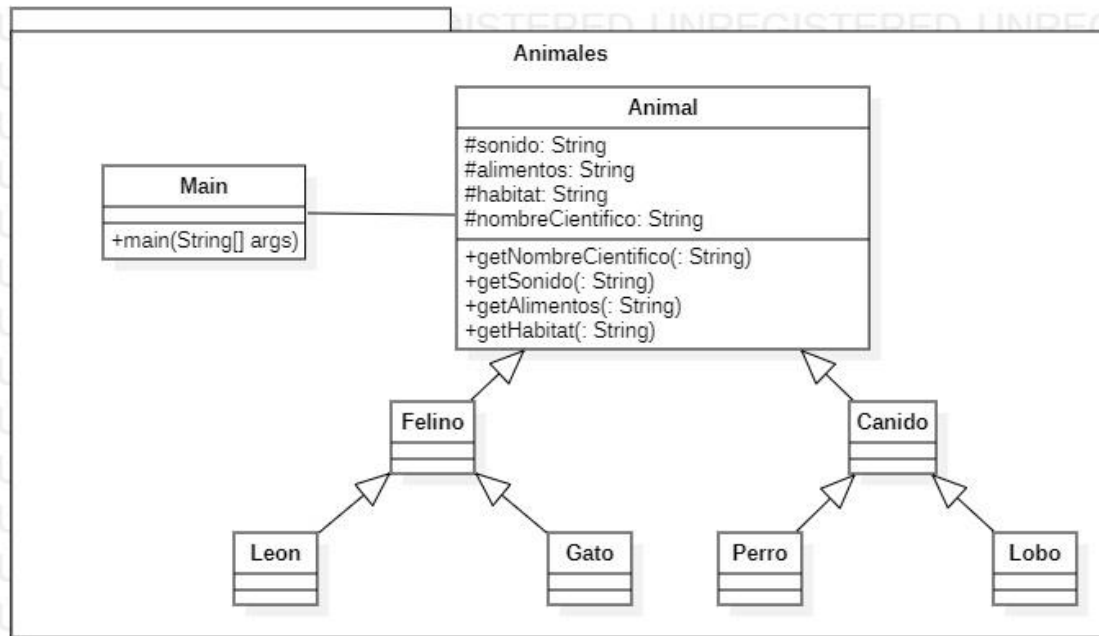 UNREGISTERED UNREGISTERED UNREG
Animales
Animal
#sonido: String
#alimentos: String
#habitat: String
#nombreCientifico: String
+getNombreCientifico(: String)
+getSonido(: String)
+getAlimentos(: String)
+getHabitat(: String)
Main
+main(String[] args)
Felino
Canido
Leon
Gato
Perro
Lobo